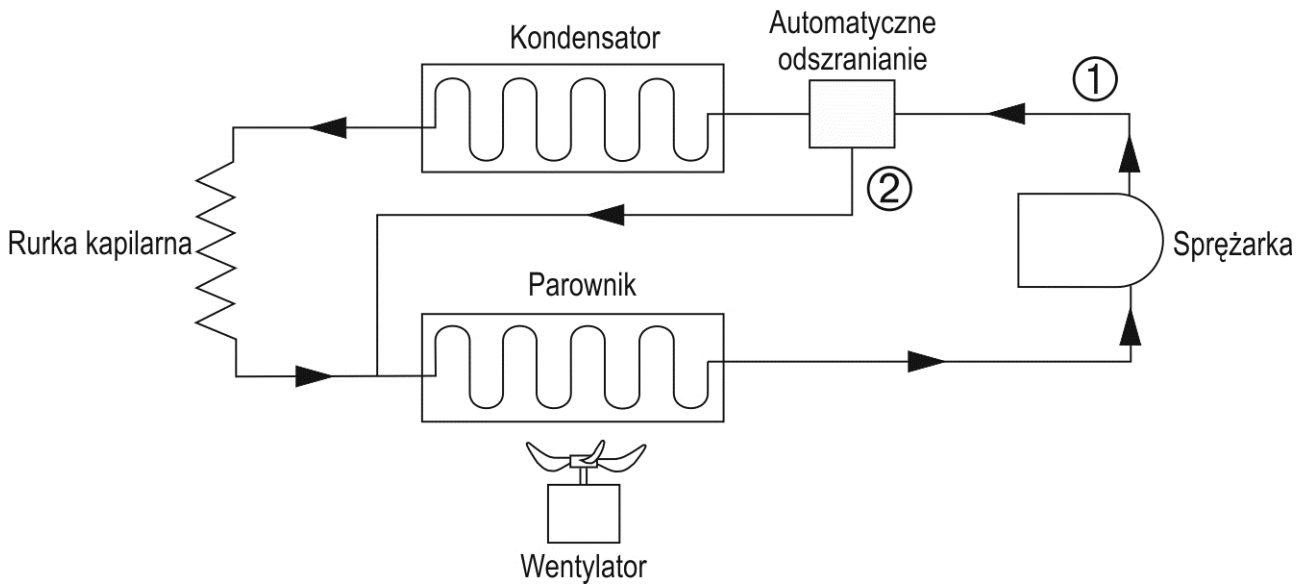 Kondensator
Automatyczne
odszranianie
①
②
Rurka kapilarna
Sprężarka
Parownik
Wentylator